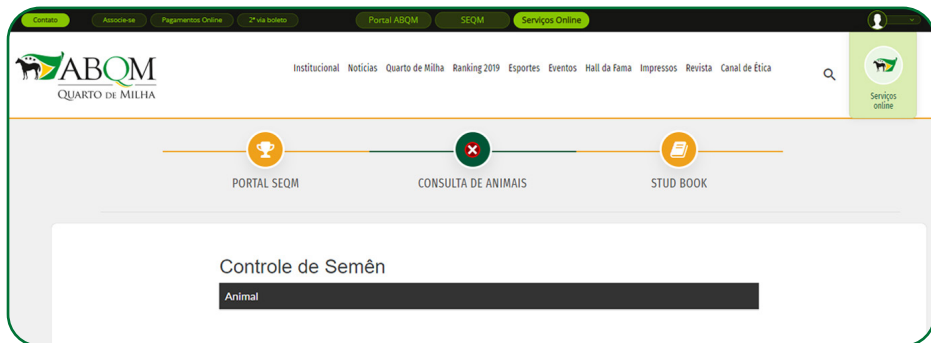 Contato Associe-se Pagamentos Online 2ª via boleto Portal ABQM SEQM Serviços Online
ABQM
QUARTO DE MILHA
Institucional Notícias Quarto de Milha Ranking 2019 Esportes Eventos Hall da Fama Impressos Revista Canal de Ética
Serviços
online
PORTAL SEQM CONSULTA DE ANIMAIS STUD BOOK
Controle de Semên
Animal